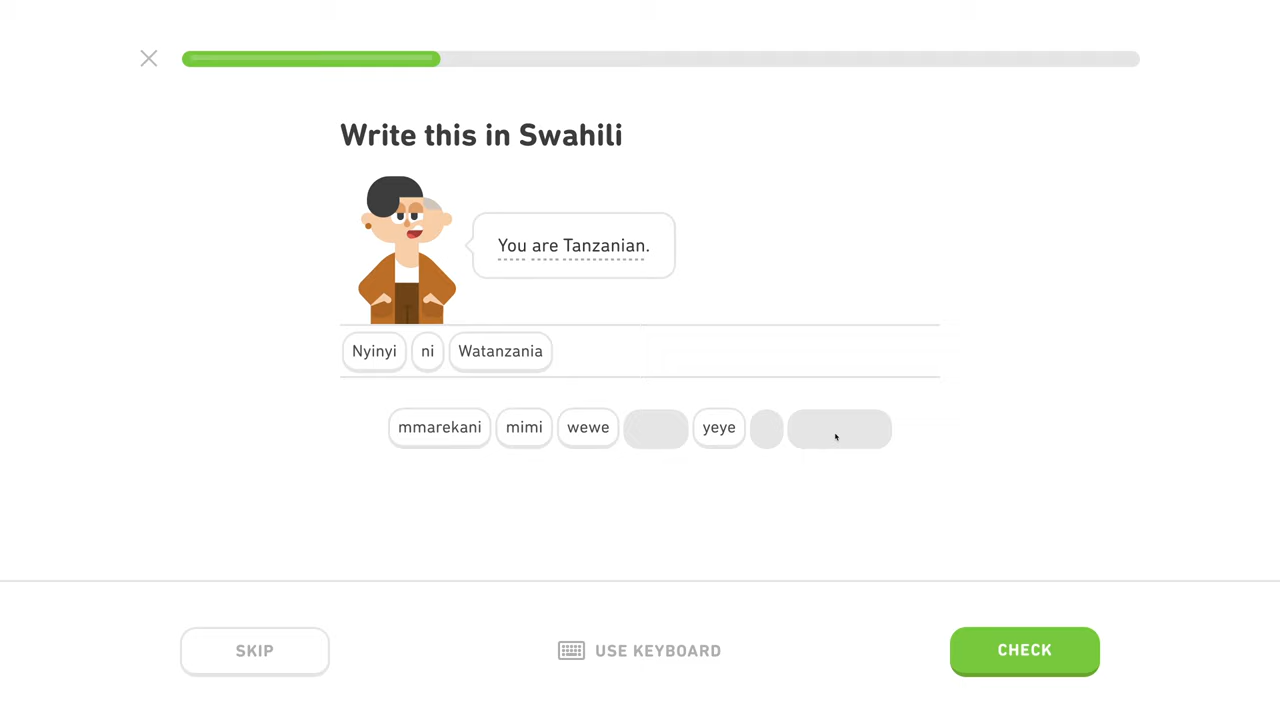 Write this in Swahili
You are Tanzanian.
Nyinyi ni Watanzania
mmarekani mimi wewe yeye
SKIP USE KEYBOARD CHECK